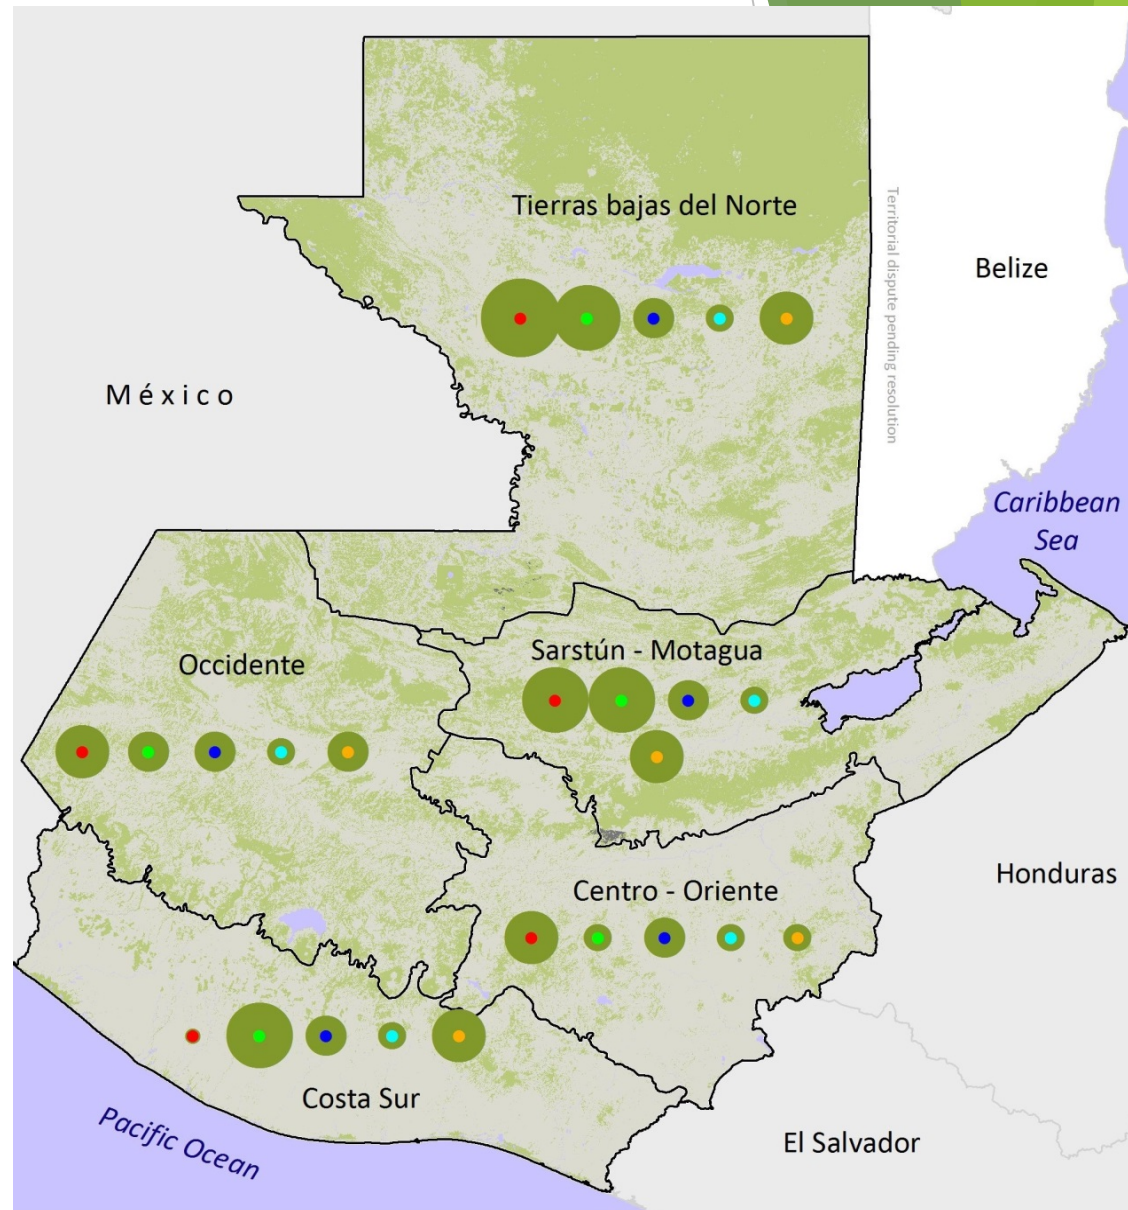 Tierras bajas del Norte
Territorial dispute pending resolution
Belize
México
Caribbean
Sea
Sarstún - Motagua
Occidente
Centro - Oriente
Honduras
Costa Sur
Pacific Ocean
El Salvador